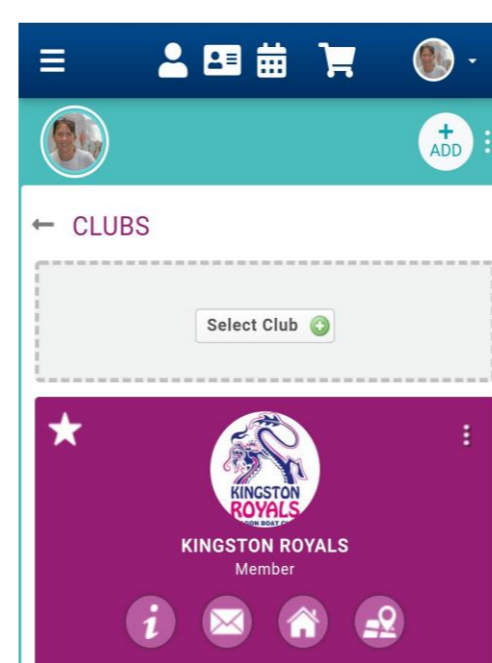 +
ADD
← CLUBS
Select Club
KINGSTON
ROYALS
KINGSTON ROYALS
Member
i